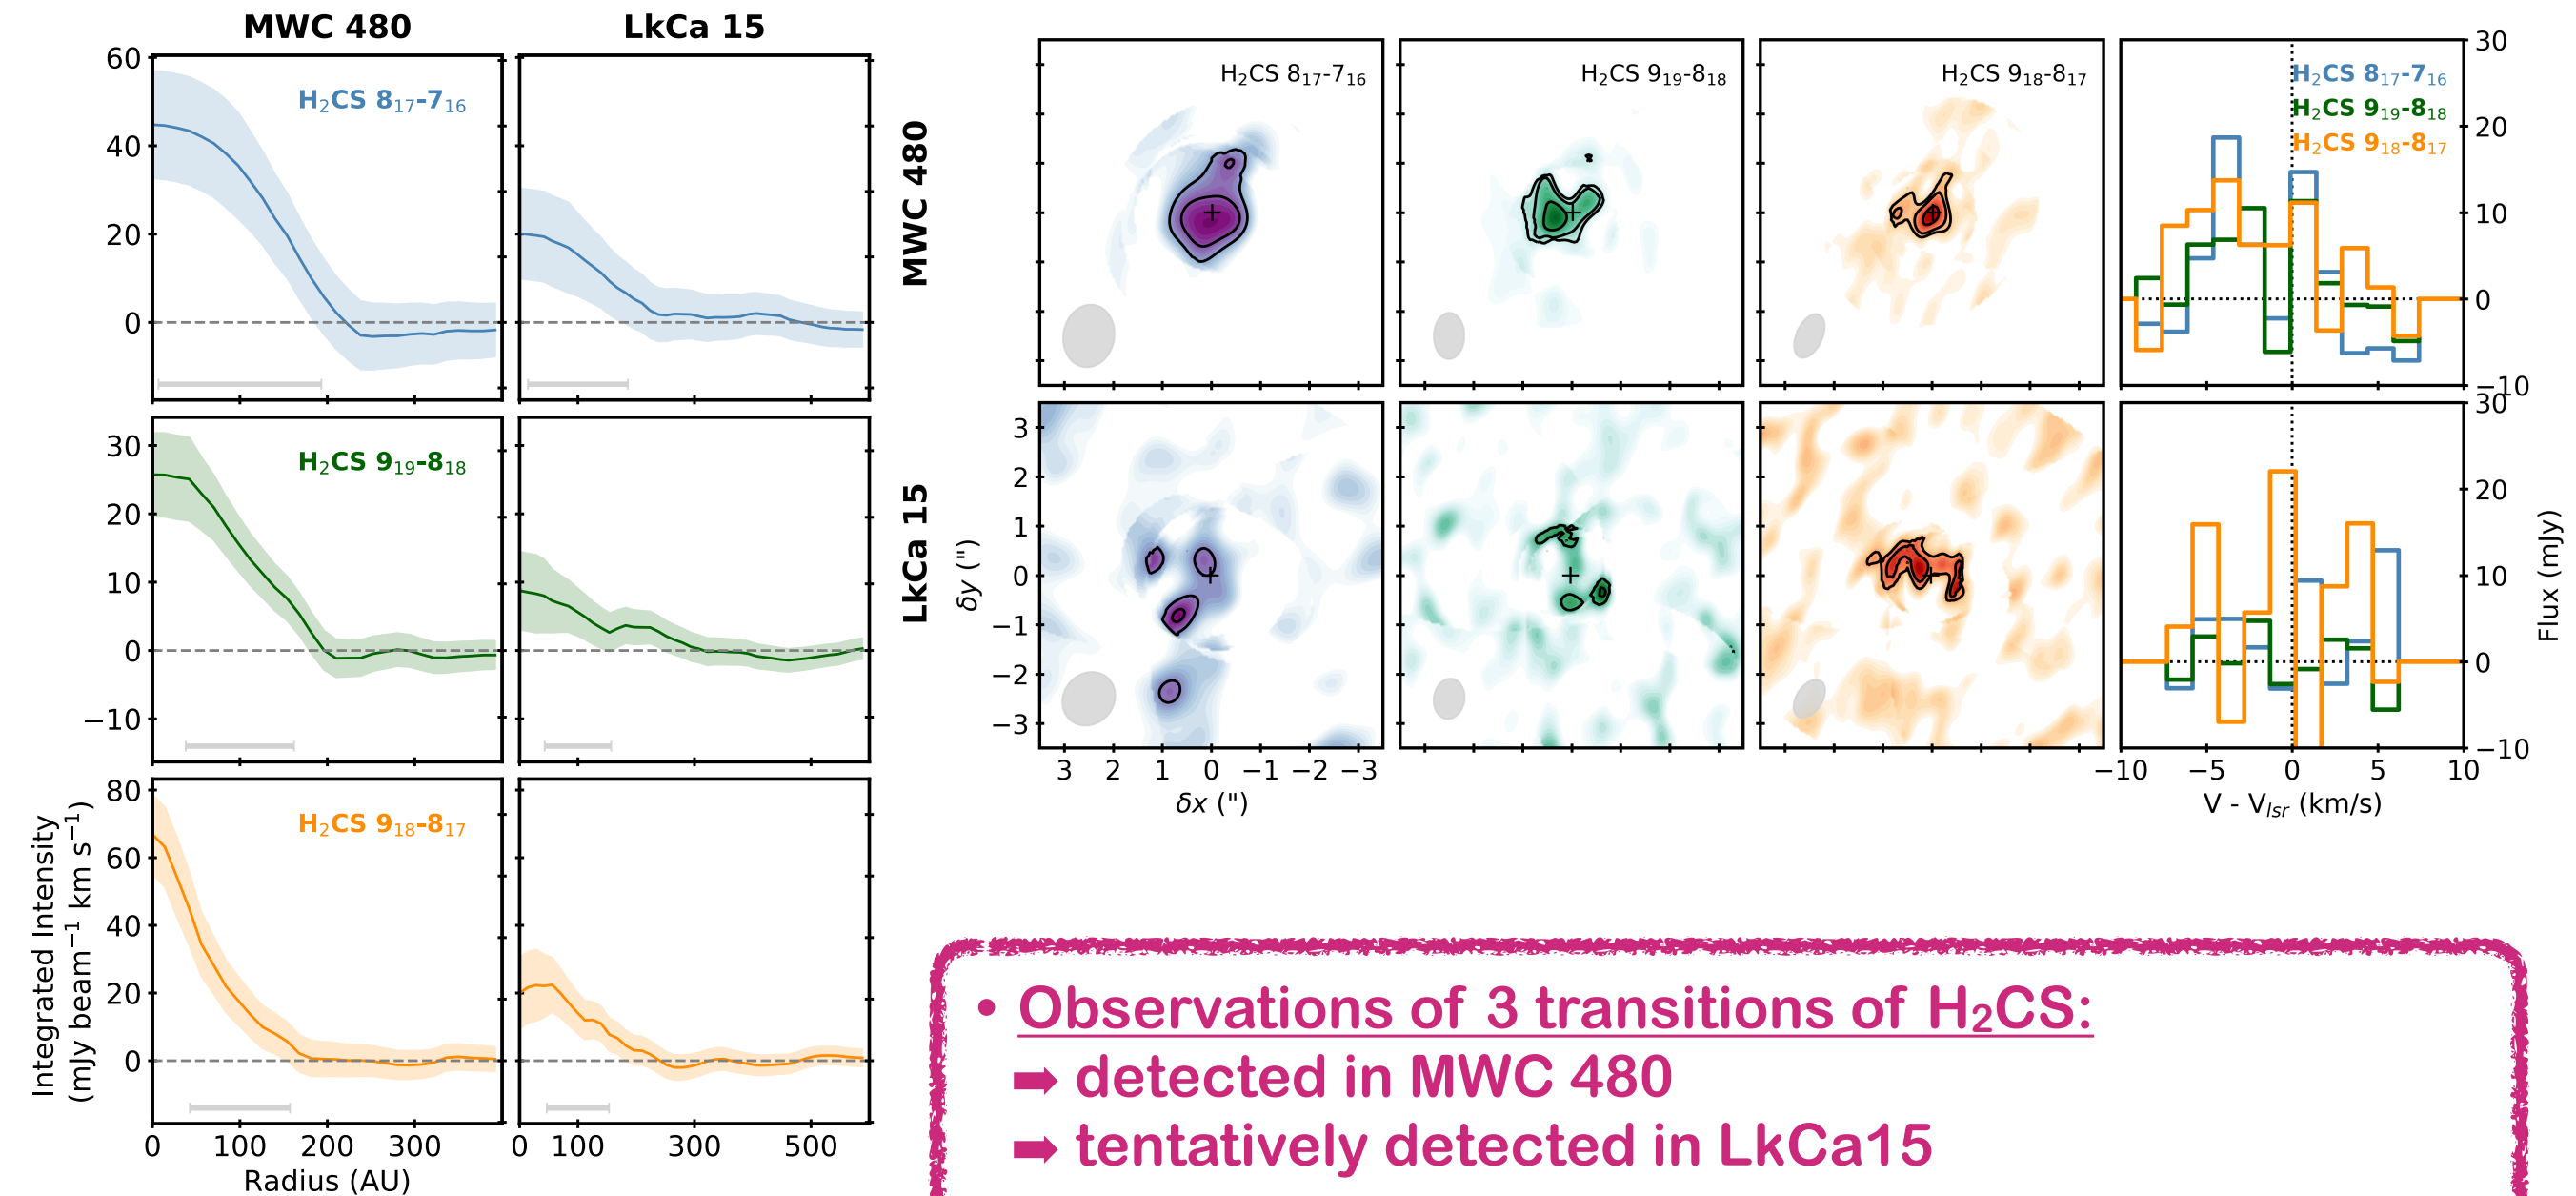 MWC 480
LkCa 15
60
40
20
0
H₂CS 8₁₇-7₁₆
30
20
10
0
−10
H₂CS 9₁₉-8₁₈
80
60
40
20
0
H₂CS 9₁₈-8₁₇
Integrated Intensity
(mJy beam⁻¹ km s⁻¹)
0 100 200 300
0 100 300 500
Radius (AU)
MWC 480
H₂CS 8₁₇-7₁₆
H₂CS 9₁₉-8₁₈
H₂CS 9₁₈-8₁₇
H₂CS 8₁₇-7₁₆
H₂CS 9₁₉-8₁₈
H₂CS 9₁₈-8₁₇
30
20
10
0
−10
LkCa 15
δy (")
3
2
1
0
−1
−2
−3
3 2 1 0 −1 −2 −3
δx (")
30
20
10
0
−10
Flux (mJy)
−10 −5 0 5 10
V - Vlsr (km/s)
• Observations of 3 transitions of H₂CS:
➡ detected in MWC 480
➡ tentatively detected in LkCa15